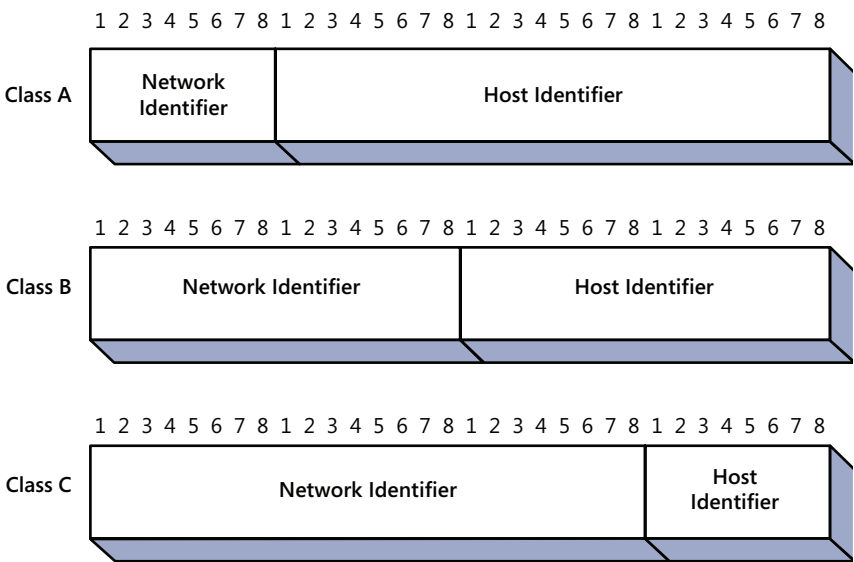 1 2 3 4 5 6 7 8 1 2 3 4 5 6 7 8 1 2 3 4 5 6 7 8 1 2 3 4 5 6 7 8
Class A
Network
Identifier
Host Identifier
1 2 3 4 5 6 7 8 1 2 3 4 5 6 7 8 1 2 3 4 5 6 7 8 1 2 3 4 5 6 7 8
Class B
Network Identifier
Host Identifier
1 2 3 4 5 6 7 8 1 2 3 4 5 6 7 8 1 2 3 4 5 6 7 8 1 2 3 4 5 6 7 8
Class C
Network Identifier
Host
Identifier